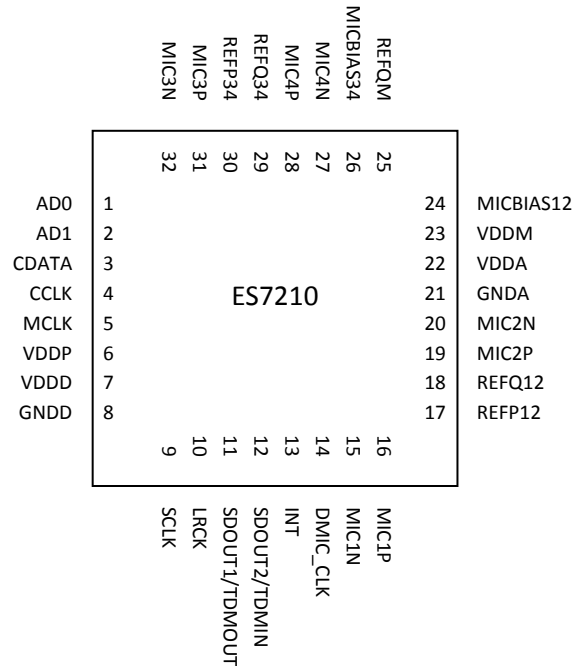 MIC3N
MIC3P
REFP34
REFQ34
MIC4P
MIC4N
MICBIAS34
REFQM
32
31
30
29
28
27
26
25
AD0 1
AD1 2
CDATA 3
CCLK 4
MCLK 5
VDDP 6
VDDD 7
GNDD 8
ES7210
24 MICBIAS12
23 VDDM
22 VDDA
21 GNDA
20 MIC2N
19 MIC2P
18 REFQ12
17 REFP12
9
10
11
12
13
14
15
16
SCLK
LRCK
SDOUT1/TDMOUT
SDOUT2/TDMIN
INT
DMIC_CLK
MIC1N
MIC1P